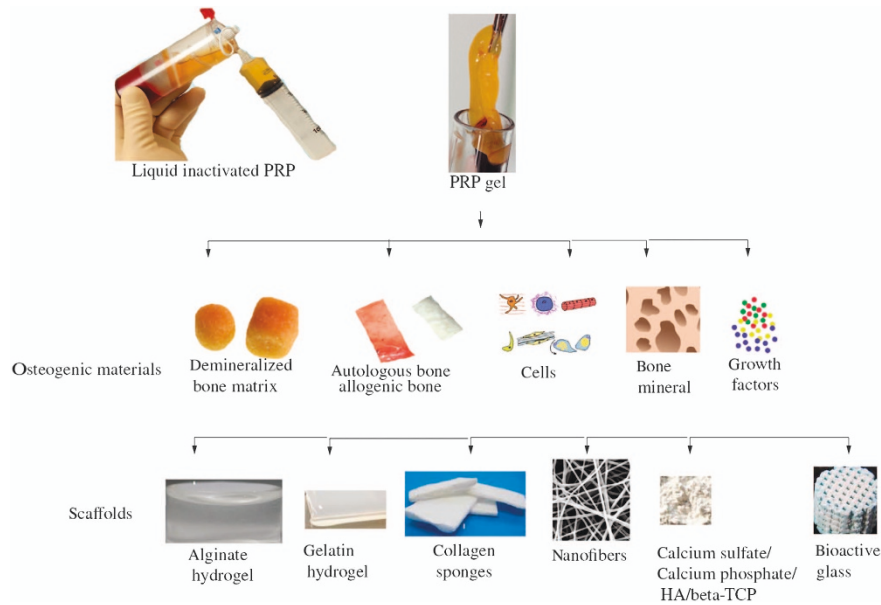 Liquid inactivated PRP
PRP gel
Osteogenic materials
Demineralized
bone matrix
Autologous bone
allogenic bone
Cells
Bone
mineral
Growth
factors
Scaffolds
Alginate
hydrogel
Gelatin
hydrogel
Collagen
sponges
Nanofibers
Calcium sulfate/
Calcium phosphate/
HA/beta-TCP
Bioactive
glass